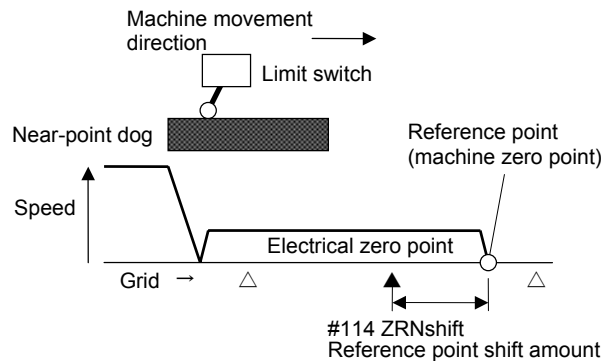 Machine movement
direction
Limit switch
Near-point dog
Reference point
(machine zero point)
Speed
Electrical zero point
Grid →
#114 ZRNshift
Reference point shift amount